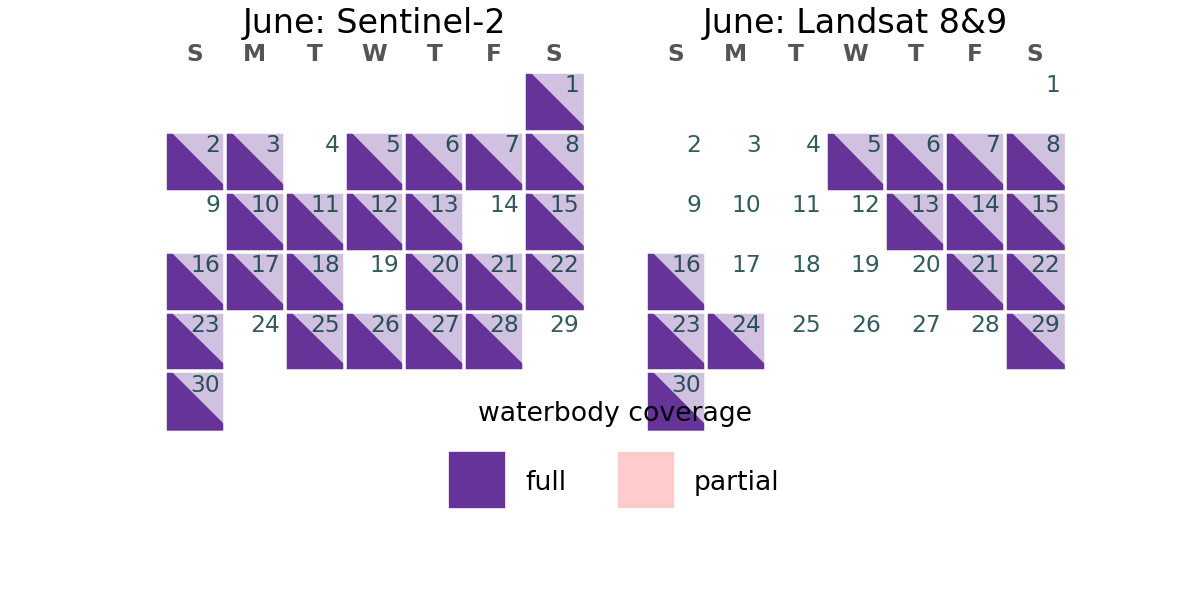 June: Sentinel-2
S M T W T F S
1
2 3 4 5 6 7 8
9 10 11 12 13 14 15
16 17 18 19 20 21 22
23 24 25 26 27 28 29
30
June: Landsat 8&9
S M T W T F S
1
2 3 4 5 6 7 8
9 10 11 12 13 14 15
16 17 18 19 20 21 22
23 24 25 26 27 28 29
30
waterbody coverage
full partial